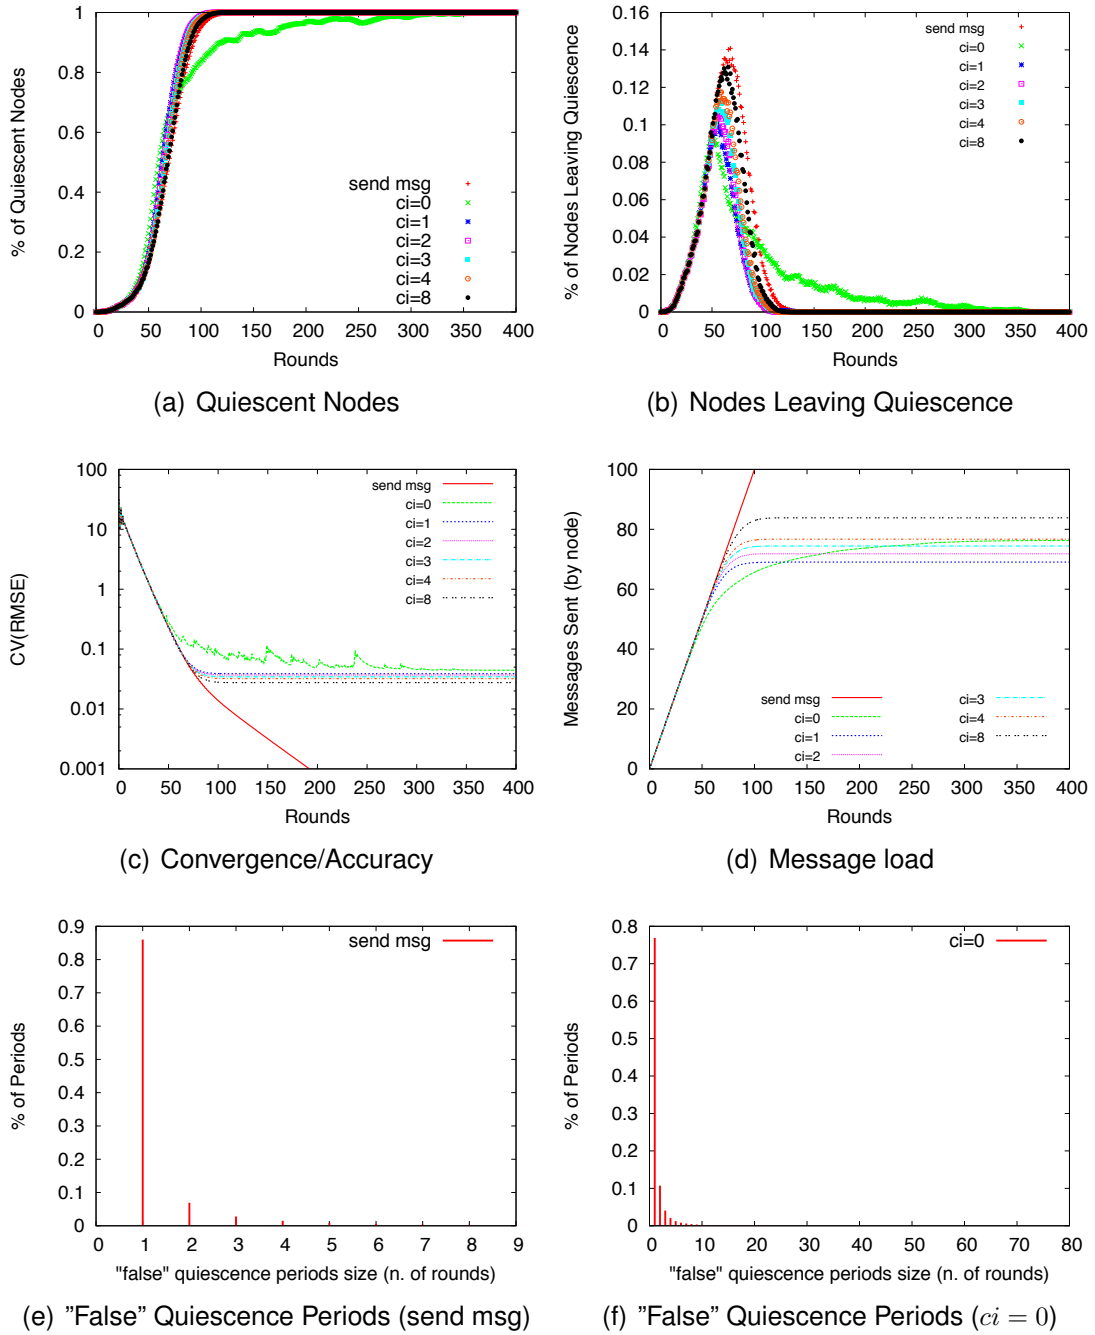 % of Quiescent Nodes
1
0.8
0.6
0.4
0.2
0
0 50 100 150 200 250 300 350 400
Rounds
send msg
ci=0
ci=1
ci=2
ci=3
ci=4
ci=8
(a) Quiescent Nodes
% of Nodes Leaving Quiescence
0.16
0.14
0.12
0.1
0.08
0.06
0.04
0.02
0
0 50 100 150 200 250 300 350 400
Rounds
send msg
ci=0
ci=1
ci=2
ci=3
ci=4
ci=8
(b) Nodes Leaving Quiescence
CV(RMSE)
100
10
1
0.1
0.01
0.001
0 50 100 150 200 250 300 350 400
Rounds
send msg
ci=0
ci=1
ci=2
ci=3
ci=4
ci=8
(c) Convergence/Accuracy
Messages Sent (by node)
100
80
60
40
20
0
0 50 100 150 200 250 300 350 400
Rounds
send msg
ci=0
ci=1
ci=2
ci=3
ci=4
ci=8
(d) Message load
% of Periods
0.9
0.8
0.7
0.6
0.5
0.4
0.3
0.2
0.1
0
0 1 2 3 4 5 6 7 8 9
"false" quiescence periods size (n. of rounds)
send msg
(e) "False" Quiescence Periods (send msg)
% of Periods
0.8
0.7
0.6
0.5
0.4
0.3
0.2
0.1
0
0 10 20 30 40 50 60 70 80
"false" quiescence periods size (n. of rounds)
ci=0
(f) "False" Quiescence Periods (ci = 0)